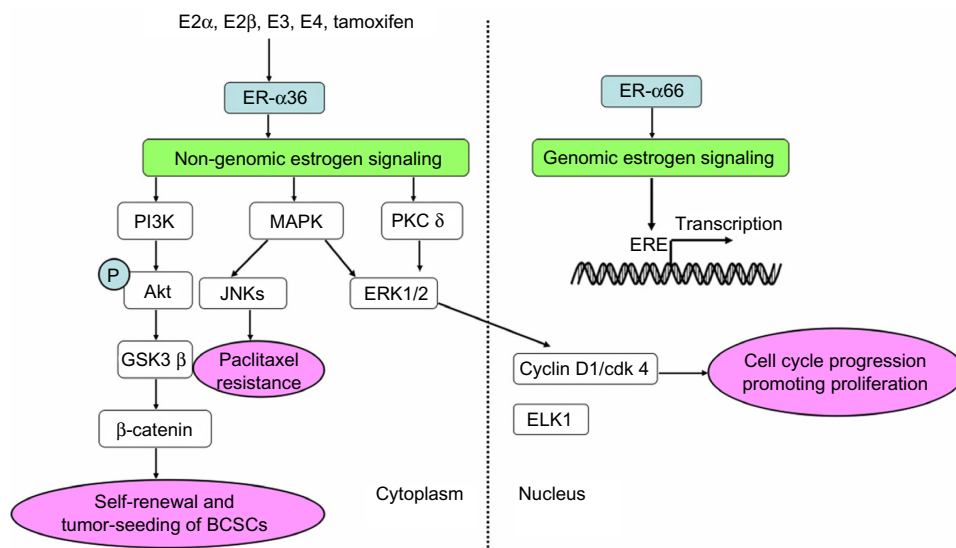 E2α, E2β, E3, E4, tamoxifen
ER-α36
Non-genomic estrogen signaling
PI3K
MAPK
PKC δ
P
Akt
JNKs
ERK1/2
GSK3 β
Paclitaxel
resistance
β-catenin
Self-renewal and
tumor-seeding of BCSCs
Cytoplasm
ER-α66
Genomic estrogen signaling
Transcription
ERE
Cyclin D1/cdk 4
Cell cycle progression
promoting proliferation
ELK1
Nucleus